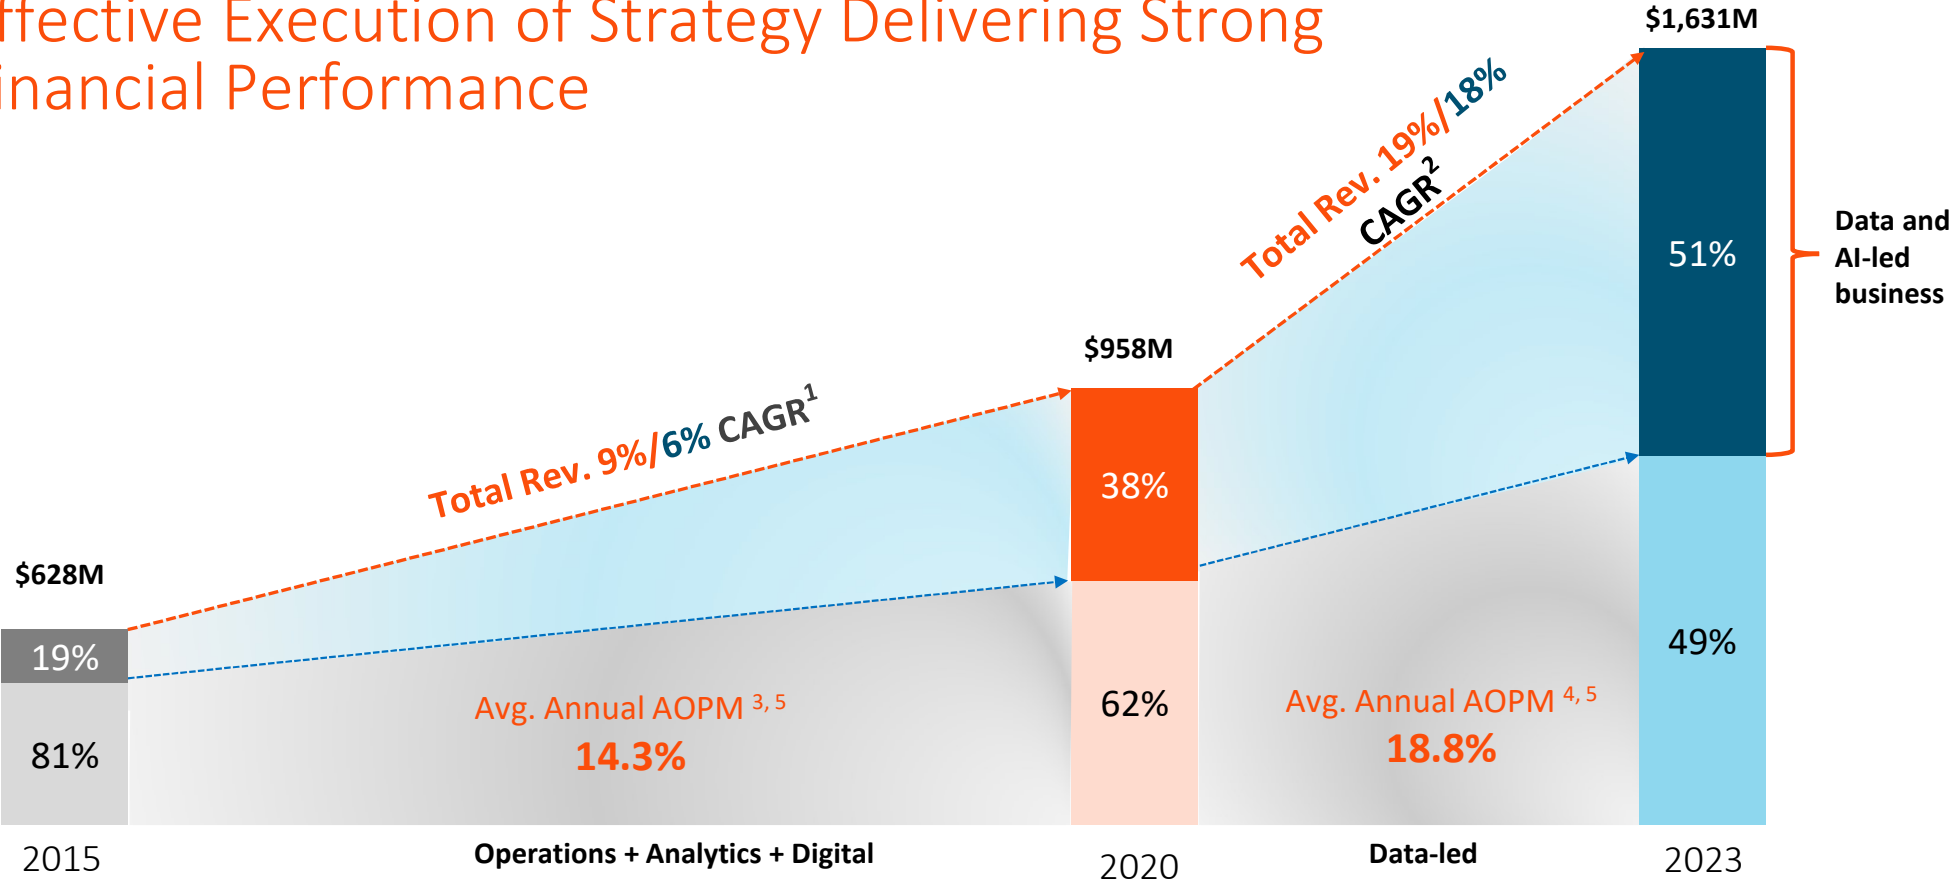 ffective Execution of Strategy Delivering Strong
inancial Performance
$1,631M
Total Rev. 19%/18%
CAGR2
51%
Data and
AI-led
business
$958M
Total Rev. 9%/6% CAGR1
38%
$628M
19%
49%
Avg. Annual AOPM 3, 5
14.3%
62%
Avg. Annual AOPM 4, 5
18.8%
81%
2015
Operations + Analytics + Digital
2020
Data-led
2023